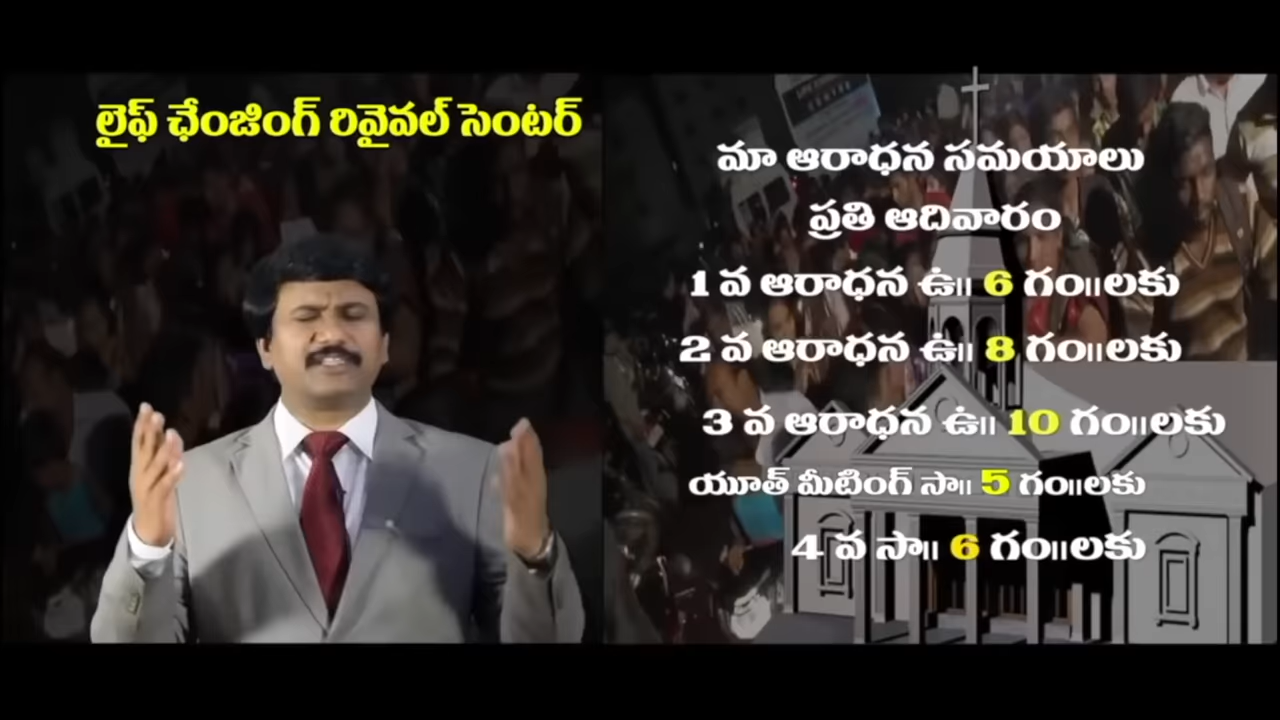 లైఫ్ ఛేంజింగ్ రివైవల్ సెంటర్
మా ఆరాధన సమయాలు
ప్రతి ఆదివారం
1 వ ఆరాధన ఉ॥ 6 గం॥లకు
2 వ ఆరాధన ఉ॥ 8 గం॥లకు
3 వ ఆరాధన ఉ॥ 10 గం॥లకు
యూత్ మీటింగ్ సా॥ 5 గం॥లకు
4 వ సా॥ 6 గం॥లకు